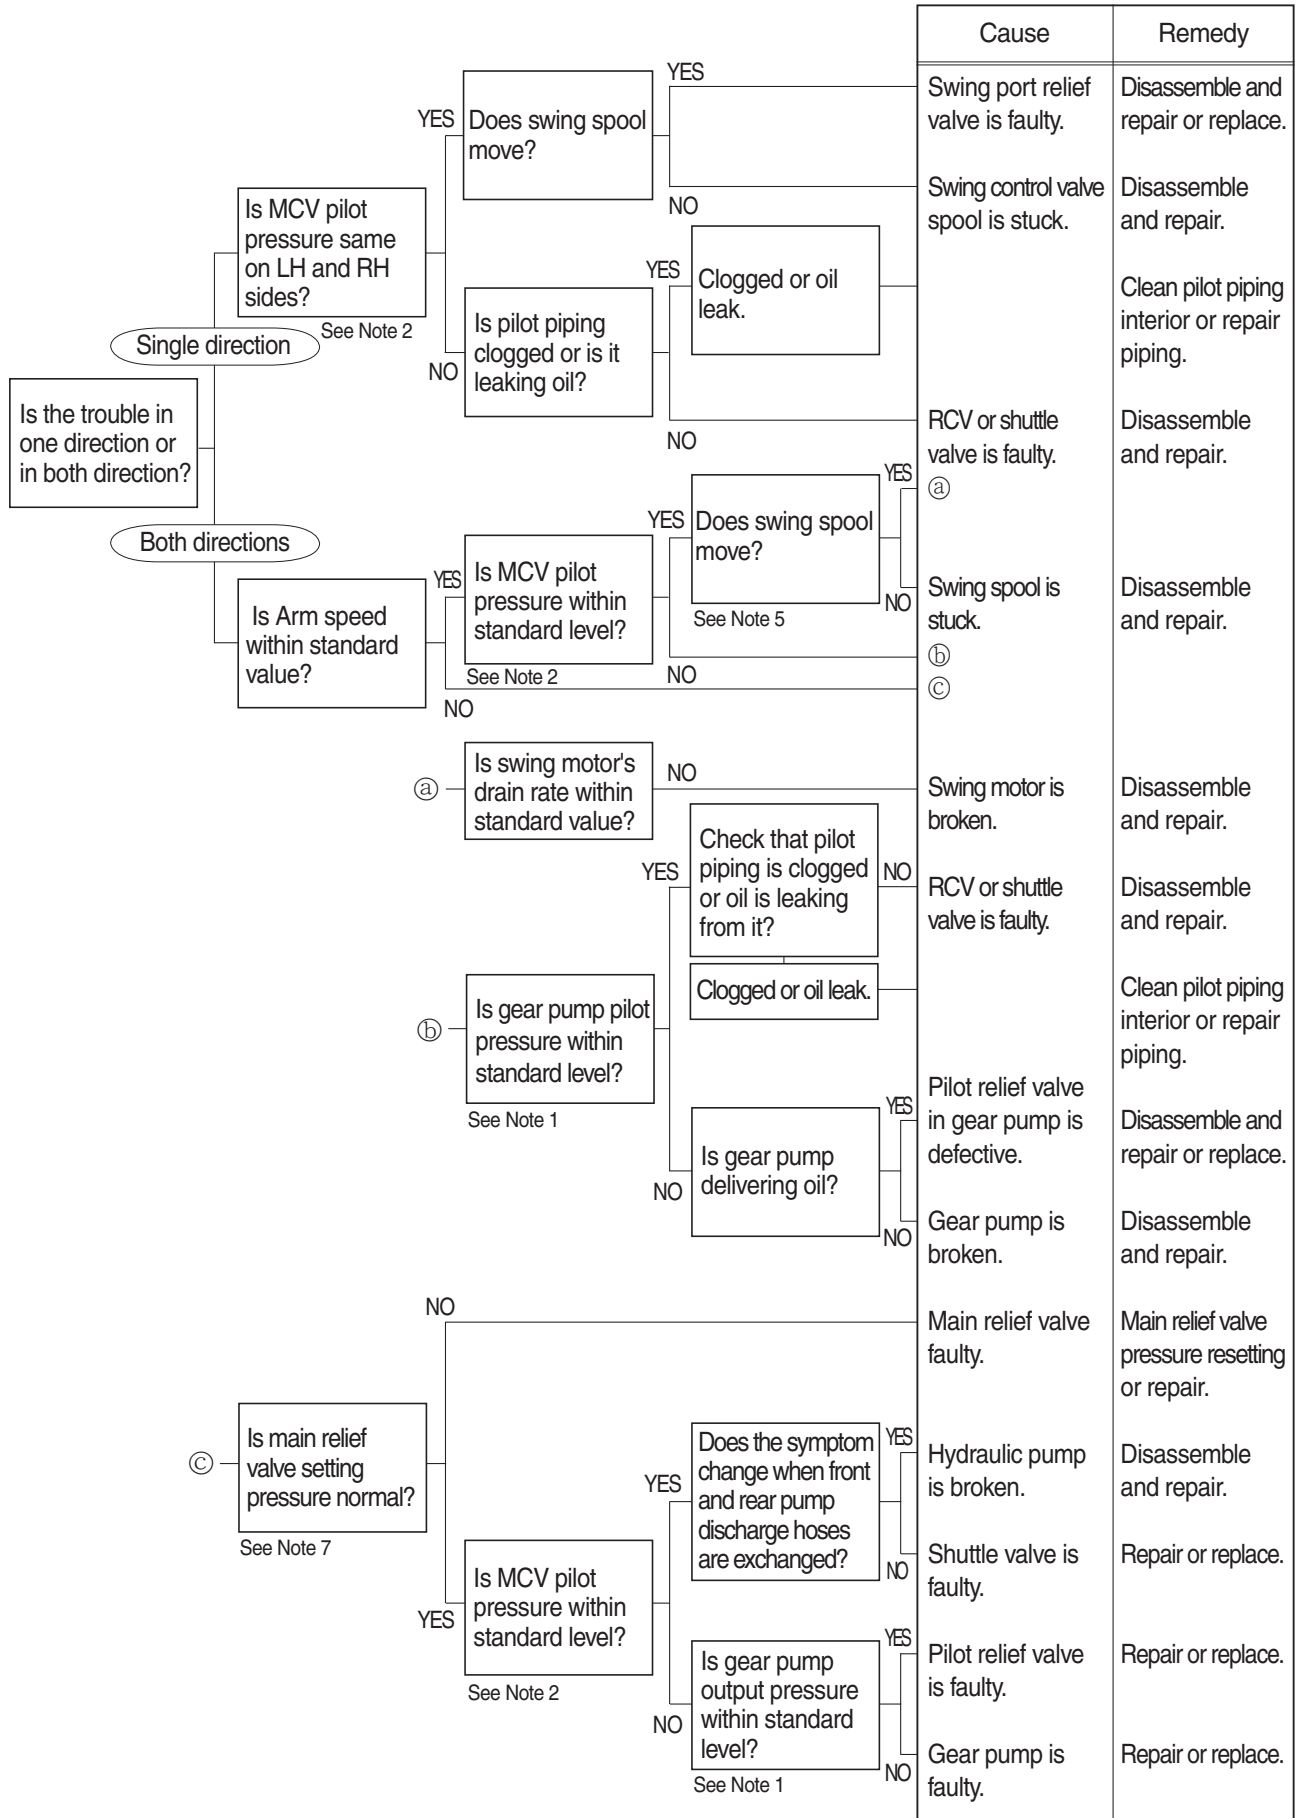 Cause
Remedy
YES
Swing port relief
valve is faulty.
Disassemble and
repair or replace.
YES
Does swing spool
move?
NO
Swing control valve
spool is stuck.
Disassemble
and repair.
Is MCV pilot
pressure same
on LH and RH
sides?
See Note 2
Single direction
YES
Clogged or oil
leak.
Clean pilot piping
interior or repair
piping.
NO
Is pilot piping
clogged or is it
leaking oil?
NO
RCV or shuttle
valve is faulty.
Disassemble
and repair.
Is the trouble in
one direction or
in both direction?
Both directions
YES
ⓐ
YES
Does swing spool
move?
See Note 5
NO
Swing spool is
stuck.
Disassemble
and repair.
YES
Is MCV pilot
pressure within
standard level?
See Note 2
NO
ⓑ
Is Arm speed
within standard
value?
NO
ⓒ
ⓐ
Is swing motor's
drain rate within
standard value?
NO
Swing motor is
broken.
Disassemble
and repair.
YES
Check that pilot
piping is clogged
or oil is leaking
from it?
NO
RCV or shuttle
valve is faulty.
Disassemble
and repair.
Clogged or oil leak.
Clean pilot piping
interior or repair
piping.
ⓑ
Is gear pump pilot
pressure within
standard level?
See Note 1
YES
Pilot relief valve
in gear pump is
defective.
Disassemble and
repair or replace.
NO
Is gear pump
delivering oil?
NO
Gear pump is
broken.
Disassemble
and repair.
NO
Main relief valve
faulty.
Main relief valve
pressure resetting
or repair.
ⓒ
Is main relief
valve setting
pressure normal?
See Note 7
YES
Does the symptom
change when front
and rear pump
discharge hoses
are exchanged?
YES
Hydraulic pump
is broken.
Disassemble
and repair.
NO
Shuttle valve is
faulty.
Repair or replace.
YES
Is MCV pilot
pressure within
standard level?
See Note 2
NO
Is gear pump
output pressure
within standard
level?
See Note 1
YES
Pilot relief valve
is faulty.
Repair or replace.
NO
Gear pump is
faulty.
Repair or replace.